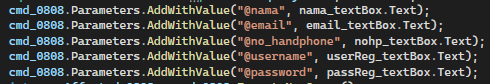 cmd_0808.Parameters.AddWithValue("@nama", nama_textBox.Text);
cmd_0808.Parameters.AddWithValue("@email", email_textBox.Text);
cmd_0808.Parameters.AddWithValue("@no_handphone", nohp_textBox.Text);
cmd_0808.Parameters.AddWithValue("@username", userReg_textBox.Text);
cmd_0808.Parameters.AddWithValue("@password", passReg_textBox.Text);